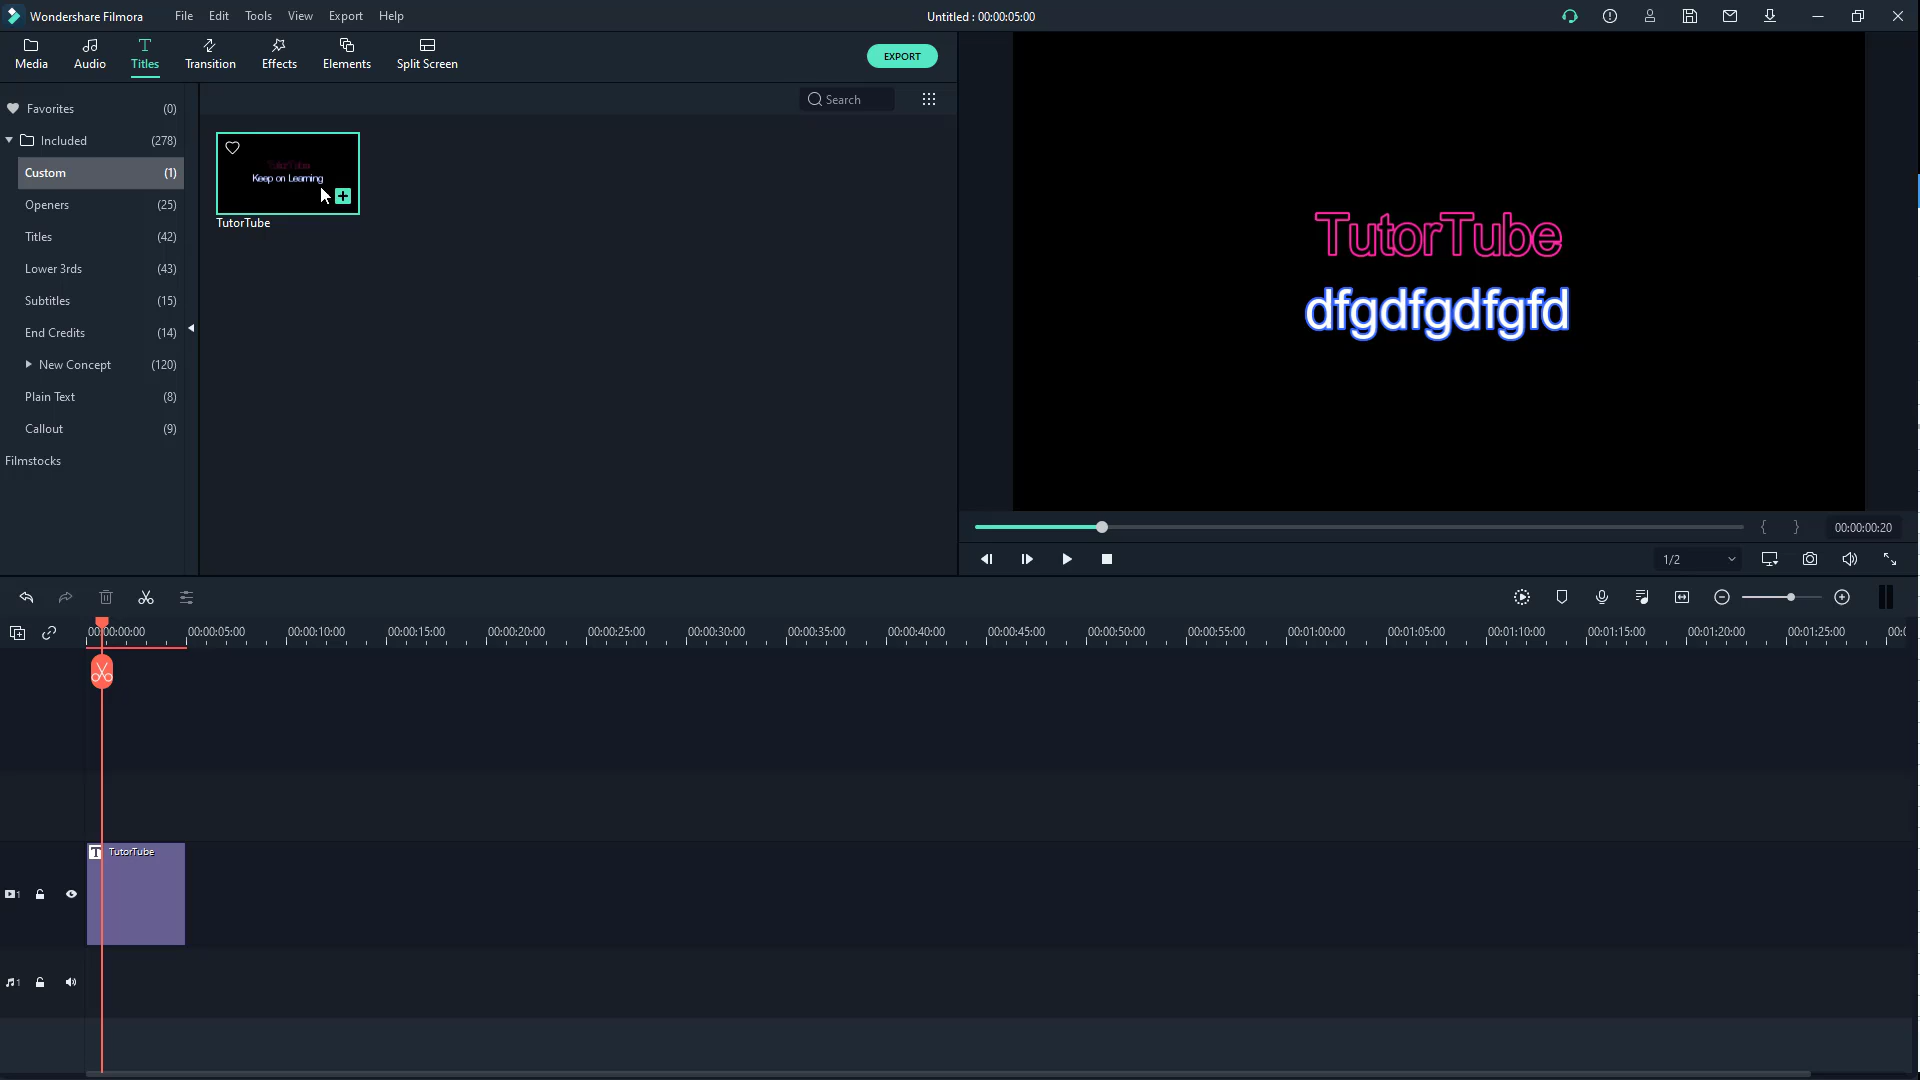 Wondershare Filmora File Edit Tools View Export Help Untitled : 00:00:05:00
Media Audio Titles Transition Effects Elements Split Screen EXPORT
Favorites (0) Search
Included (278)
Custom (1)
Openers (25)
Titles (42)
Lower 3rds (43)
Subtitles (15)
End Credits (14)
New Concept (120)
Plain Text (8)
Callout (9)
Filmstocks
TutorTube
Keep on Learning
TutorTube
TutorTube
dfgdfgdfgfd
{ } 00:00:00:20
1/2
00:00:00:00 00:00:05:00 00:00:10:00 00:00:15:00 00:00:20:00 00:00:25:00 00:00:30:00 00:00:35:00 00:00:40:00 00:00:45:00 00:00:50:00 00:00:55:00 00:01:00:00 00:01:05:00 00:01:10:00 00:01:15:00 00:01:20:00 00:01:25:00
T TutorTube
1
1